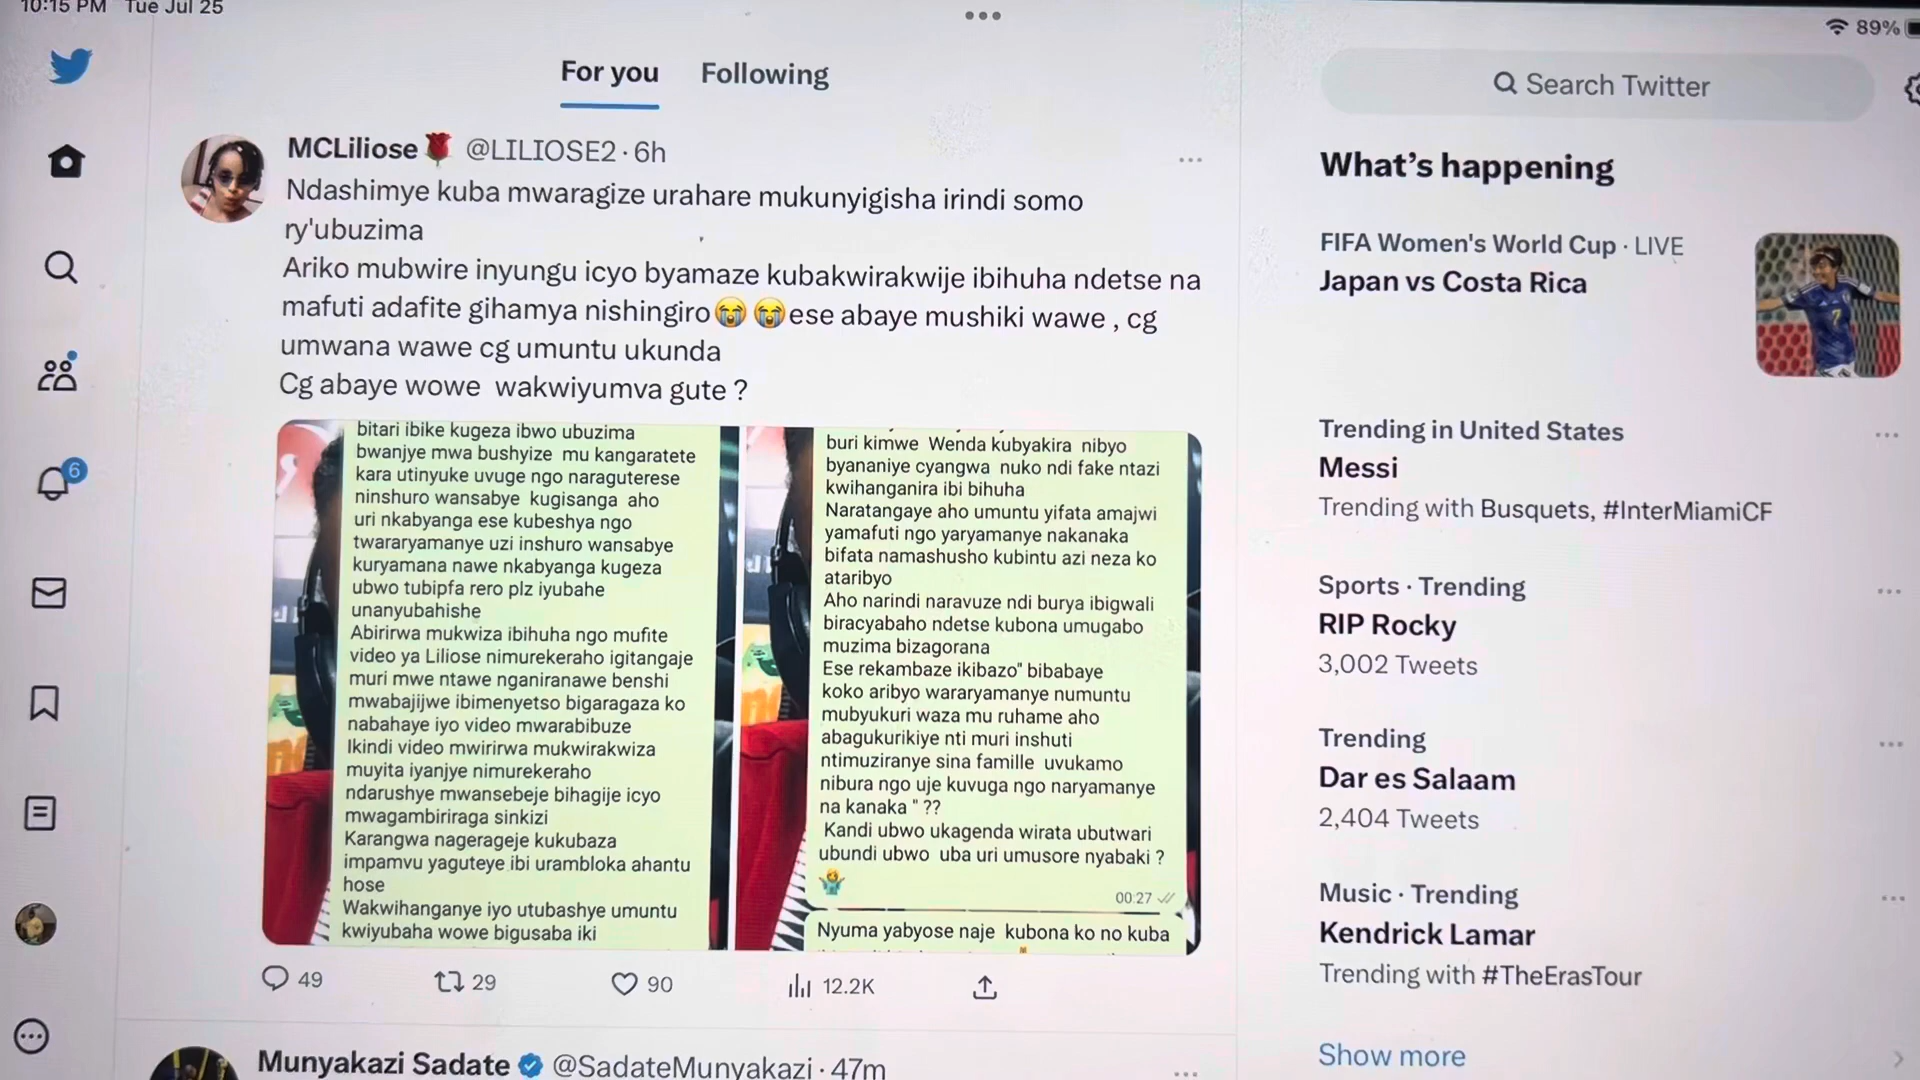 10:15 PM Tue Jul 25
89%
For you Following
Search Twitter
MCLiliose @LILIOSE2 · 6h
Ndashimye kuba mwaragize urahare mukunyigisha irindi somo
ry'ubuzima
Ariko mubwire inyungu icyo byamaze kubakwirakwije ibihuha ndetse na
mafuti adafite gihamya nishingiro😭😭ese abaye mushiki wawe , cg
umwana wawe cg umuntu ukunda
Cg abaye wowe wakwiyumva gute ?
bitari ibike kugeza ibwo ubuzima
bwanjye mwa bushyize mu kangaratete
kara utinyuke uvuge ngo naraguterese
ninshuro wansabye kugisanga aho
uri nkabyanga ese kubeshya ngo
twararyamanye uzi inshuro wansabye
kuryamana nawe nkabyanga kugeza
ubwo tubipfa rero plz iyubahe
unanyubahishe
Abirirwa mukwiza ibihuha ngo mufite
video ya Liliose nimurekeraho igitangaje
muri mwe ntawe nganiranawe benshi
mwabajijwe ibimenyetso bigaragaza ko
nabahaye iyo video mwarabibuze
Ikindi video mwirirwa mukwirakwiza
muyita iyanjye nimurekeraho
ndarushye mwansebeje bihagije icyo
mwagambiriraga sinkizi
Karangwa nagerageje kukubaza
impamvu yaguteye ibi urambloka ahantu
hose
Wakwihanganye iyo utubashye umuntu
kwiyubaha wowe bigusaba iki
buri kimwe Wenda kubyakira nibyo
byananiye cyangwa nuko ndi fake ntazi
kwihanganira ibi bihuha
Naratangaye aho umuntu yifata amajwi
yamafuti ngo yaryamanye nakanaka
bifata namashusho kubintu azi neza ko
ataribyo
Aho narindi naravuze ndi burya ibigwali
biracyabaho ndetse kubona umugabo
muzima bizagorana
Ese rekambaze ikibazo" bibabaye
koko aribyo wararyamanye numuntu
mubyukuri waza mu ruhame aho
abagukurikiye nti muri inshuti
ntimuziranye sina famille uvukamo
nibura ngo uje kuvuga ngo naryamanye
na kanaka " ??
Kandi ubwo ukagenda wirata ubutwari
ubundi ubwo uba uri umusore nyabaki ?
🤷
00:27
Nyuma yabyose naje kubona ko no kuba
49 29 90 12.2K
Munyakazi Sadate @SadateMunyakazi · 47m
6
What's happening
FIFA Women's World Cup · LIVE
Japan vs Costa Rica
7
Trending in United States
Messi
Trending with Busquets, #InterMiamiCF
Sports · Trending
RIP Rocky
3,002 Tweets
Trending
Dar es Salaam
2,404 Tweets
Music · Trending
Kendrick Lamar
Trending with #TheErasTour
Show more